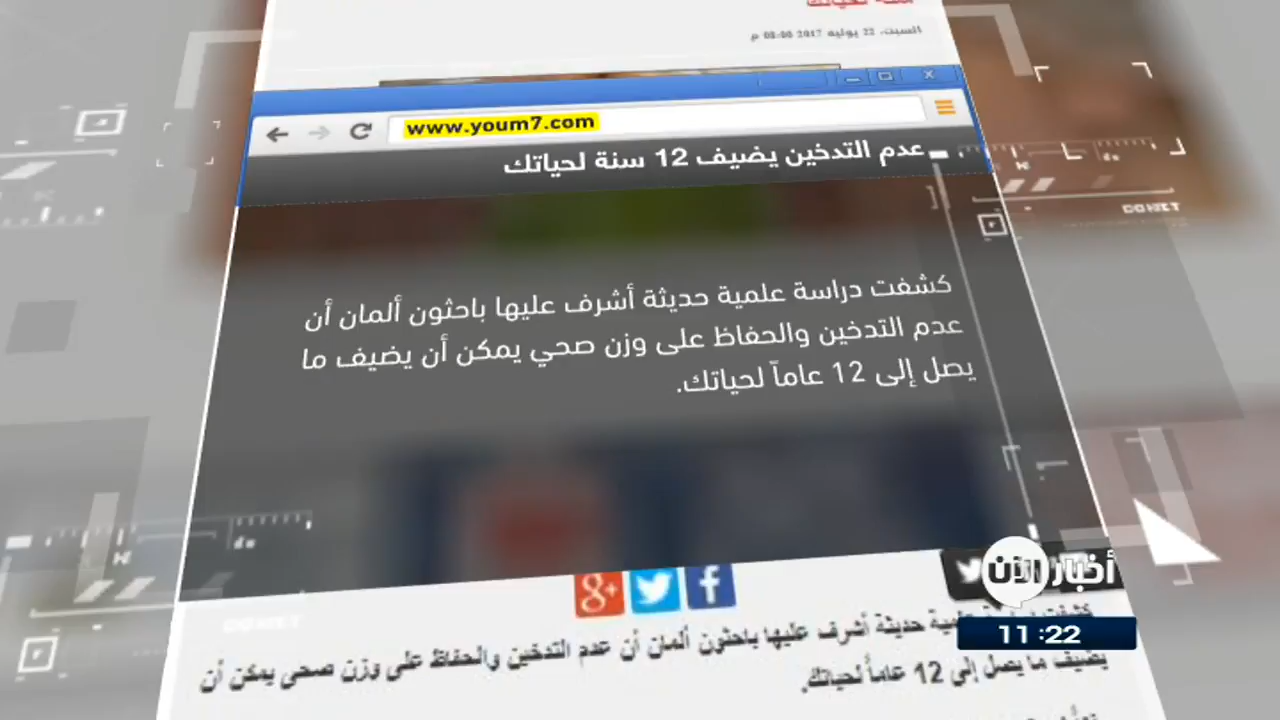 السبت، 22 يوليه 2017 08:00 م
www.youm7.com
عدم التدخين يضيف 12 سنة لحياتك
كشفت دراسة علمية حديثة أشرف عليها باحثون ألمان أن
عدم التدخين والحفاظ على وزن صحي يمكن أن يضيف ما
يصل إلى 12 عاماً لحياتك.
أخبار الآن
11:22
كشفت علمية حديثة أشرف عليها باحثون ألمان أن عدم التدخين والحفاظ على وزن صحى يمكن أن
يضيف ما يصل إلى 12 عاماً لحياتك.